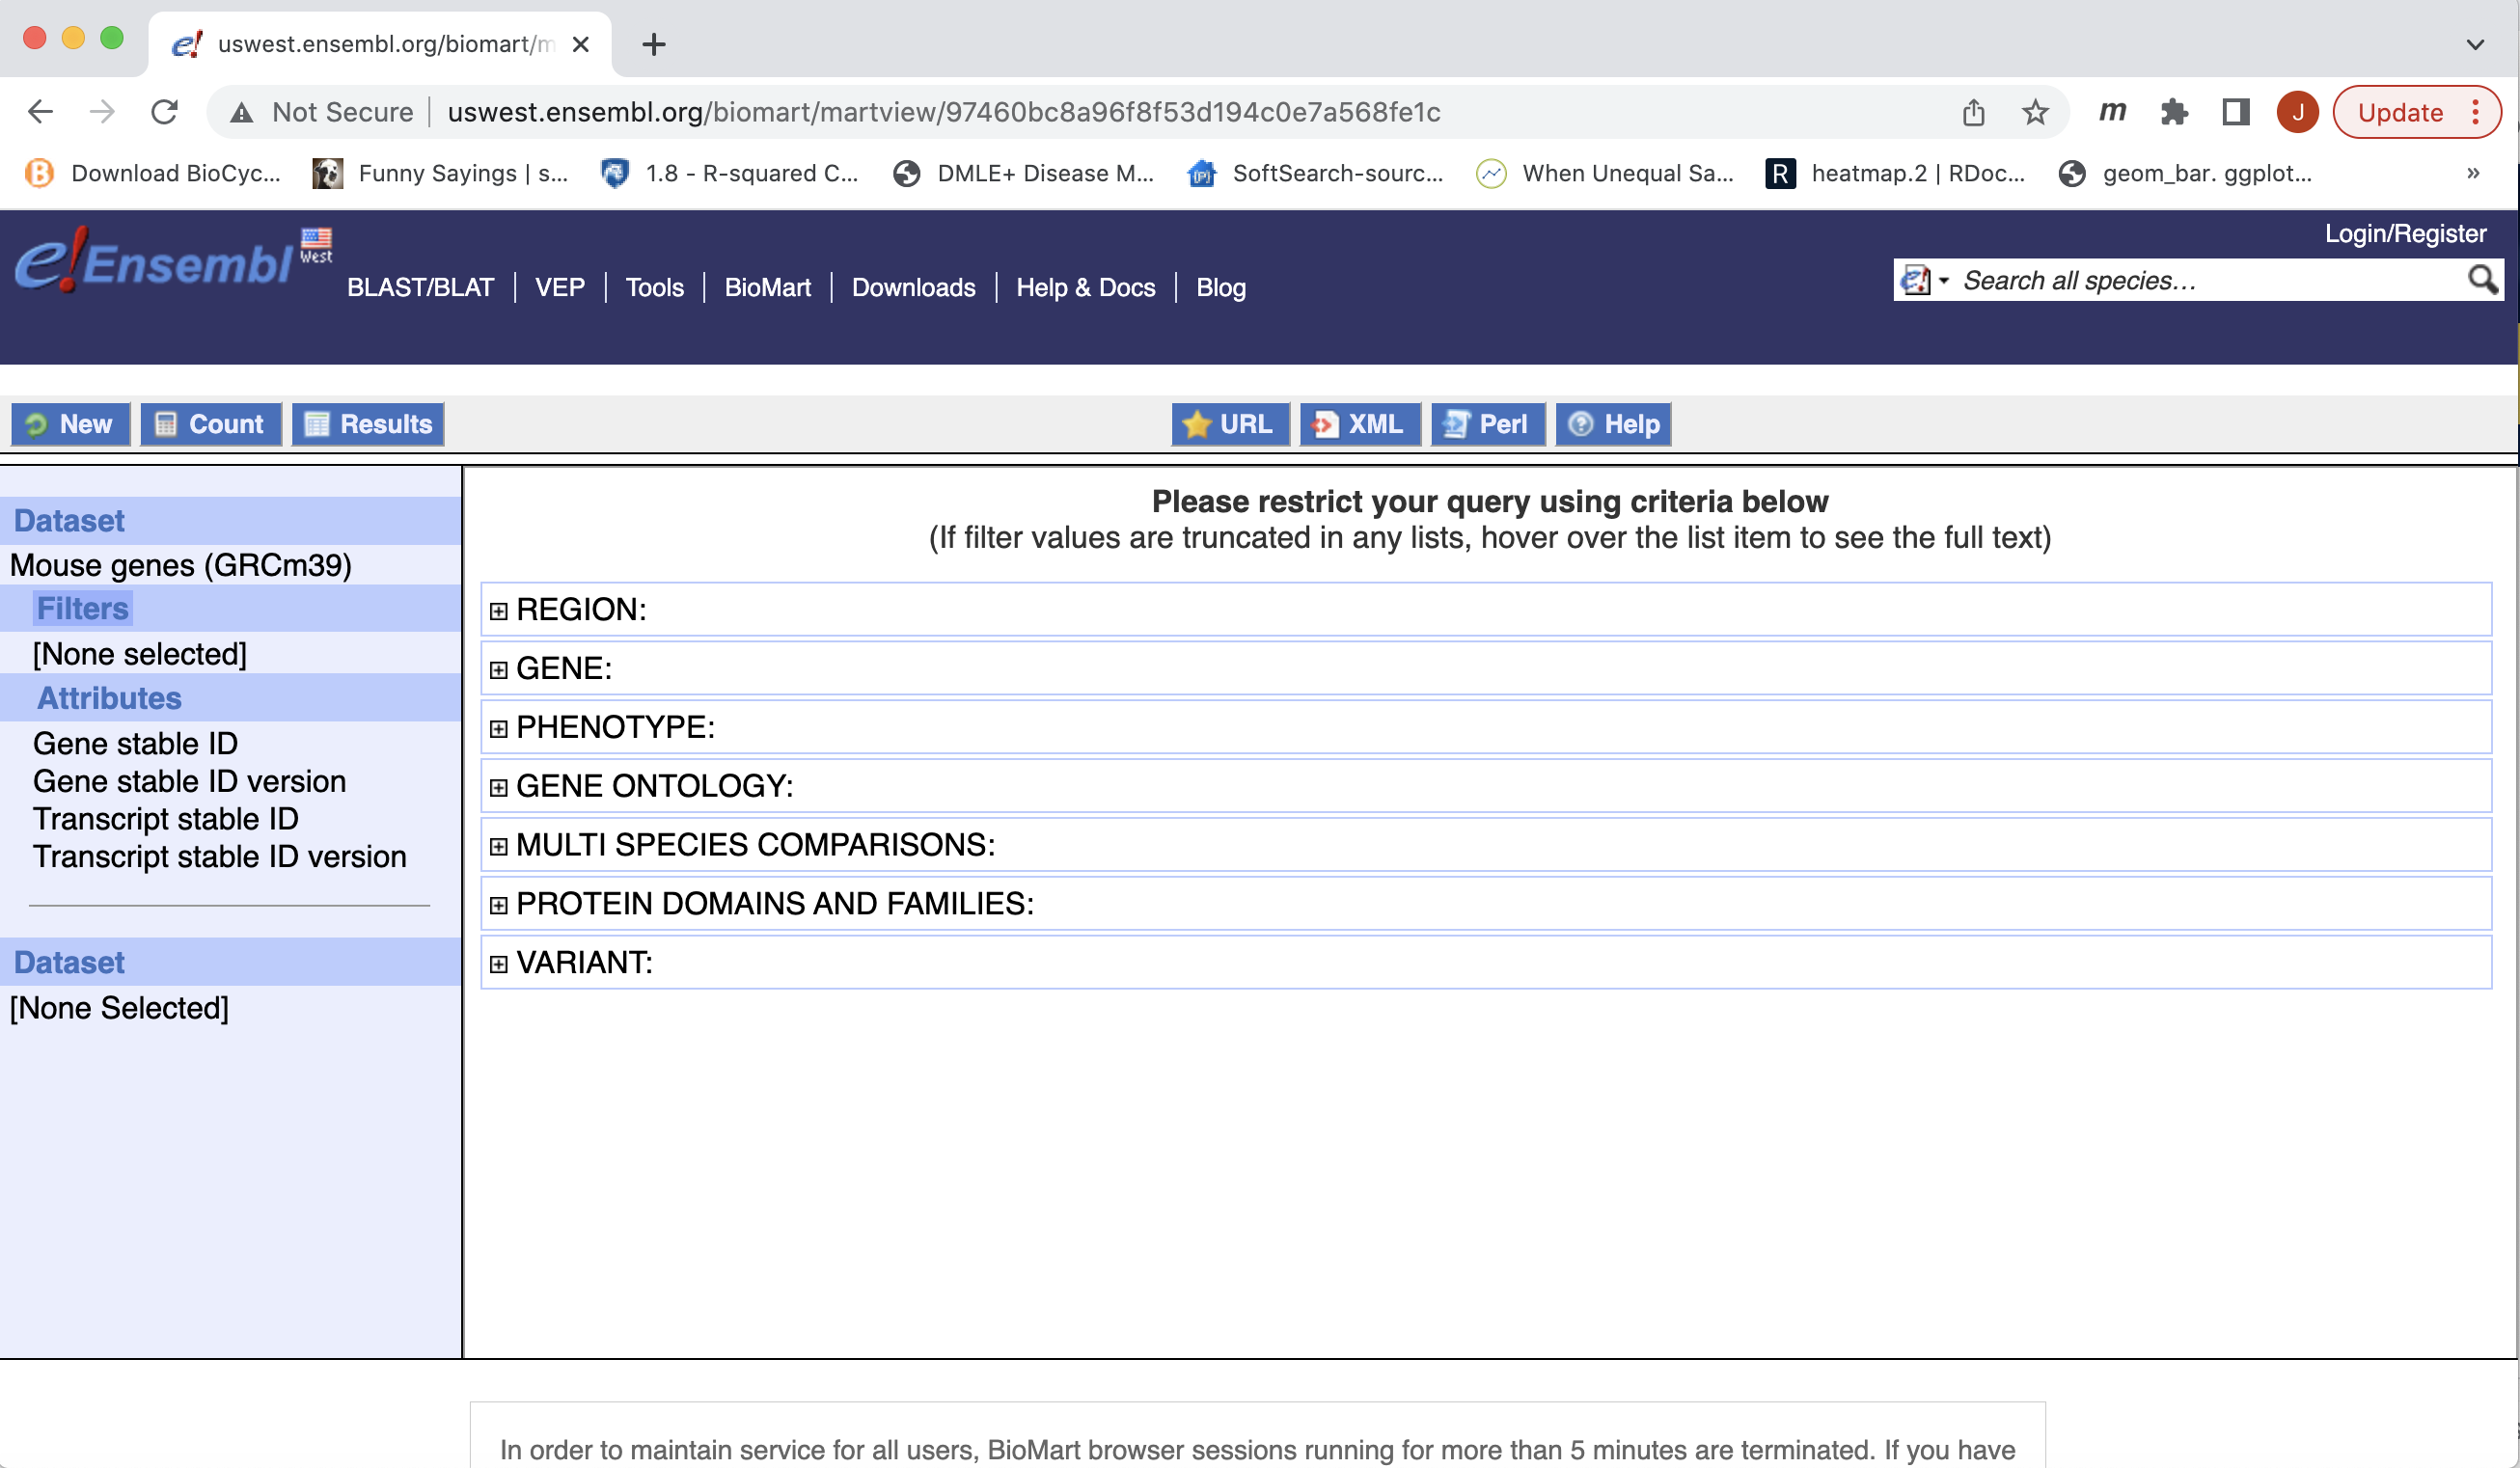 uswest.ensembl.org/biomart/m
Not Secure uswest.ensembl.org/biomart/martview/97460bc8a96f8f53d194c0e7a568fe1c m J Update
Download BioCyc... Funny Sayings | s... 1.8 - R-squared C... DMLE+ Disease M... SoftSearch-sourc... When Unequal Sa... R heatmap.2 | RDoc... geom_bar. ggplot... »
Login/Register
e!Ensembl West BLAST/BLAT VEP Tools BioMart Downloads Help & Docs Blog e! Search all species…
New Count Results URL XML Perl Help
Dataset
Mouse genes (GRCm39)
Filters
[None selected]
Attributes
Gene stable ID
Gene stable ID version
Transcript stable ID
Transcript stable ID version
Dataset
[None Selected]
Please restrict your query using criteria below
(If filter values are truncated in any lists, hover over the list item to see the full text)
REGION:
GENE:
PHENOTYPE:
GENE ONTOLOGY:
MULTI SPECIES COMPARISONS:
PROTEIN DOMAINS AND FAMILIES:
VARIANT:
In order to maintain service for all users, BioMart browser sessions running for more than 5 minutes are terminated. If you have